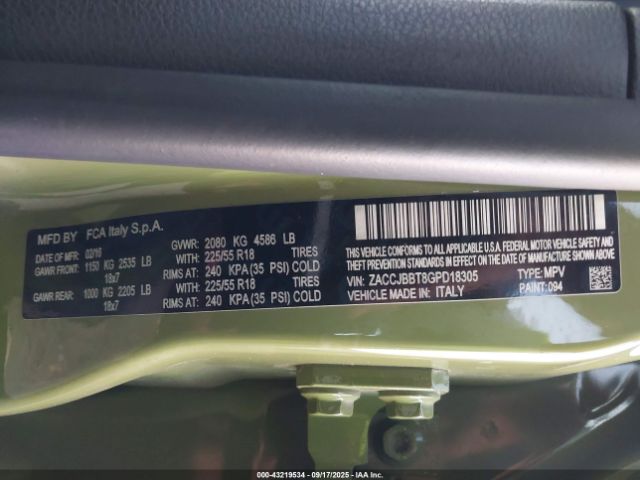 MFD BY FCA Italy S.p.A.
DATE OF MFR 02/16 GVWR: 2080 KG 4586 LB
GAWR FRONT: 1150 KG 2535 LB WITH: 225/55 R18 TIRES
18x7 RIMS AT: 240 KPA (35 PSI) COLD
GAWR REAR: 1000 KG 2205 LB WITH: 225/55 R18 TIRES
18x7 RIMS AT: 240 KPA (35 PSI) COLD
THIS VEHICLE CONFORMS TO ALL APPLICABLE
FEDERAL MOTOR VEHICLE SAFETY, BUMPER, AND
THEFT PREVENTION STANDARDS IN EFFECT ON
THE DATE OF MANUFACTURE SHOWN ABOVE.
VIN: ZACCJBBT8GPD18305 TYPE: MPV
VEHICLE MADE IN: ITALY PAINT: 094
000-43219534 - 09/17/2025 - IAA Inc.